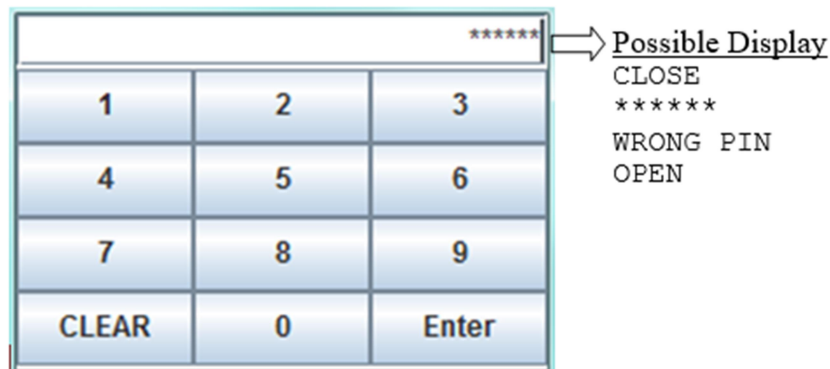 ******
Possible Display
CLOSE
******
WRONG PIN
OPEN
1 2 3
4 5 6
7 8 9
CLEAR 0 Enter